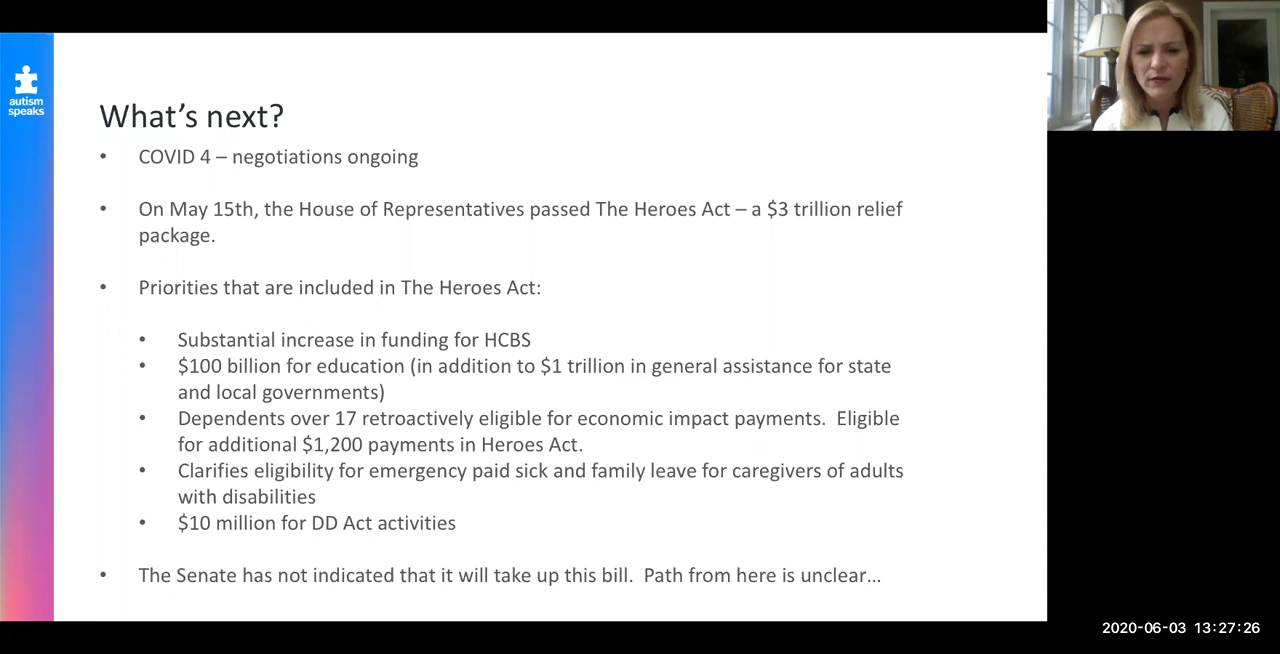 autism
speaks
What's next?
• COVID 4 – negotiations ongoing
• On May 15th, the House of Representatives passed The Heroes Act – a $3 trillion relief
package.
• Priorities that are included in The Heroes Act:
• Substantial increase in funding for HCBS
• $100 billion for education (in addition to $1 trillion in general assistance for state
and local governments)
• Dependents over 17 retroactively eligible for economic impact payments.  Eligible
for additional $1,200 payments in Heroes Act.
• Clarifies eligibility for emergency paid sick and family leave for caregivers of adults
with disabilities
• $10 million for DD Act activities
• The Senate has not indicated that it will take up this bill.  Path from here is unclear…
2020-06-03 13:27:26